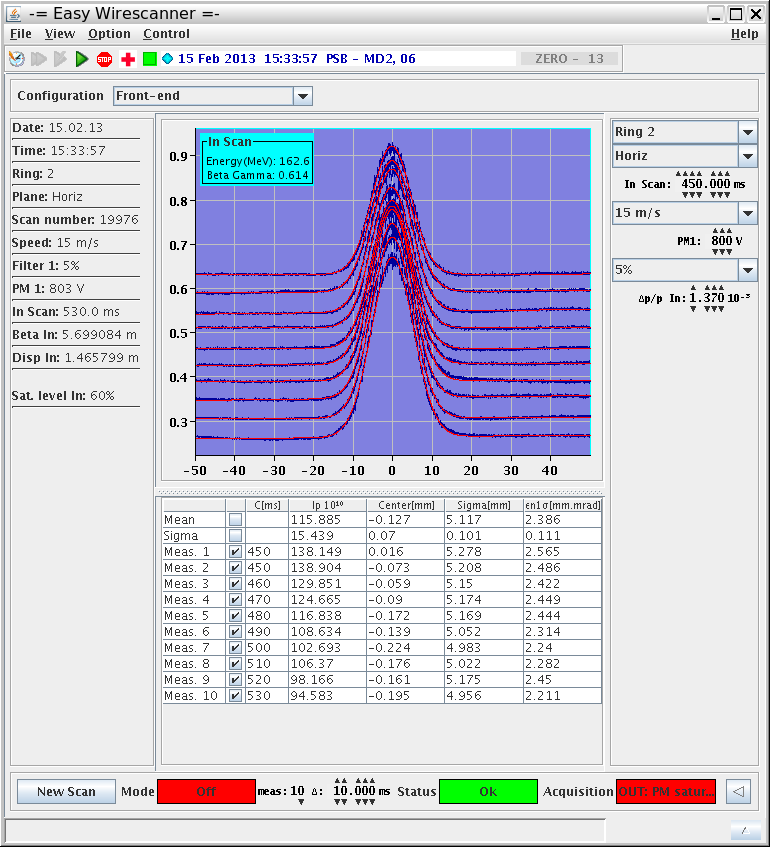 -= Easy Wirescanner =-
File View Option Control Help
STOP 15 Feb 2013 15:33:57 PSB - MD2, 06 ZERO - 13
Configuration Front-end
Date: 15.02.13
Time: 15:33:57
Ring: 2
Plane: Horiz
Scan number: 19976
Speed: 15 m/s
Filter 1: 5%
PM 1: 803 V
In Scan: 530.0 ms
Beta In: 5.699084 m
Disp In: 1.465799 m
Sat. level In: 60%
In Scan
Energy(MeV): 162.6
Beta Gamma: 0.614
0.9
0.8
0.7
0.6
0.5
0.4
0.3
-50 -40 -30 -20 -10 0 10 20 30 40
Ring 2
Horiz
In Scan: 450.000 ms
15 m/s
PM1: 800 V
5%
Δp/p In: 1.370 10⁻³
C[ms] Ip 10¹⁰ Center[mm] Sigma[mm] εn1σ[mm.mrad]
Mean 115.885 -0.127 5.117 2.386
Sigma 15.439 0.07 0.101 0.111
Meas. 1 450 138.149 0.016 5.278 2.565
Meas. 2 450 138.904 -0.073 5.208 2.486
Meas. 3 460 129.851 -0.059 5.15 2.422
Meas. 4 470 124.665 -0.09 5.174 2.449
Meas. 5 480 116.838 -0.172 5.169 2.444
Meas. 6 490 108.634 -0.139 5.052 2.314
Meas. 7 500 102.693 -0.224 4.983 2.24
Meas. 8 510 106.37 -0.176 5.022 2.282
Meas. 9 520 98.166 -0.161 5.175 2.45
Meas. 10 530 94.583 -0.195 4.956 2.211
New Scan Mode Off meas: 10 Δ: 10.000 ms Status Ok Acquisition OUT: PM satur...